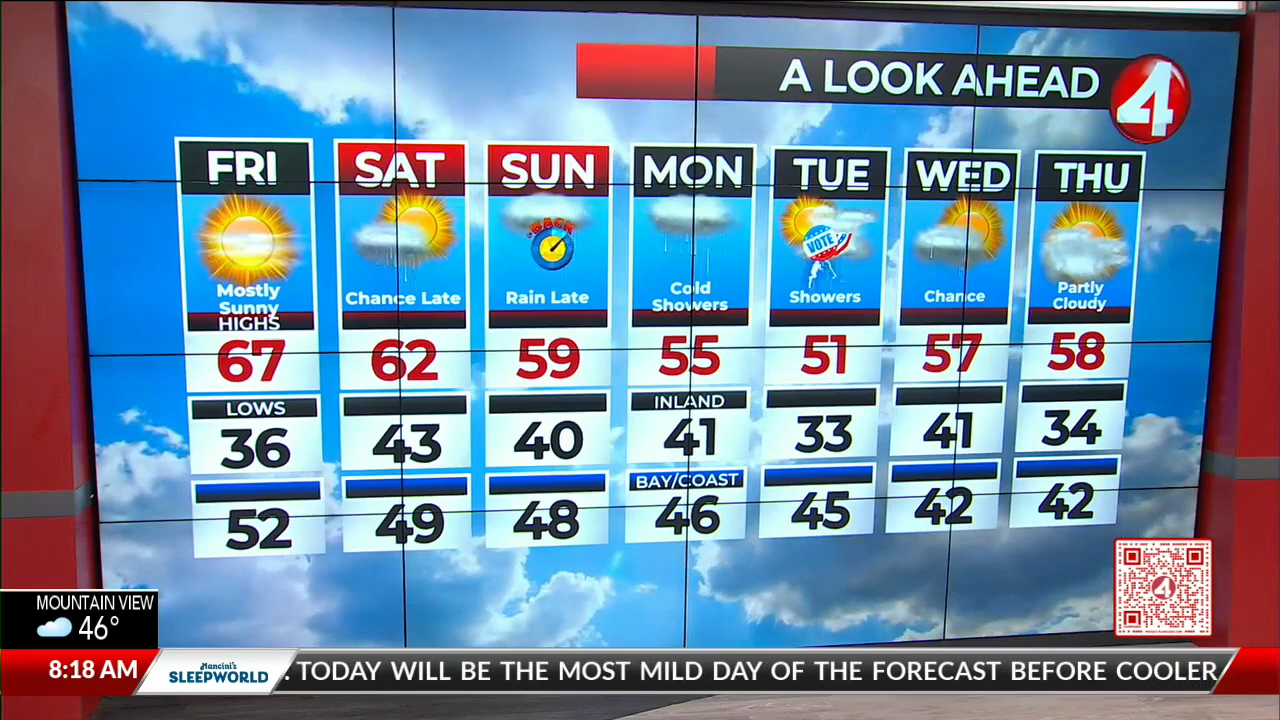 A LOOK AHEAD
4
FRI SAT SUN MON TUE WED THU
BACK
VOTE
Mostly
Sunny
Chance Late
Rain Late
Cold
Showers
Showers
Chance
Partly
Cloudy
HIGHS
67 62 59 55 51 57 58
LOWS INLAND
36 43 40 41 33 41 34
BAY/COAST
52 49 48 46 45 42 42
4
MOUNTAIN VIEW
46°
8:18 AM
Mancini's
SLEEPWORLD
. TODAY WILL BE THE MOST MILD DAY OF THE FORECAST BEFORE COOLER